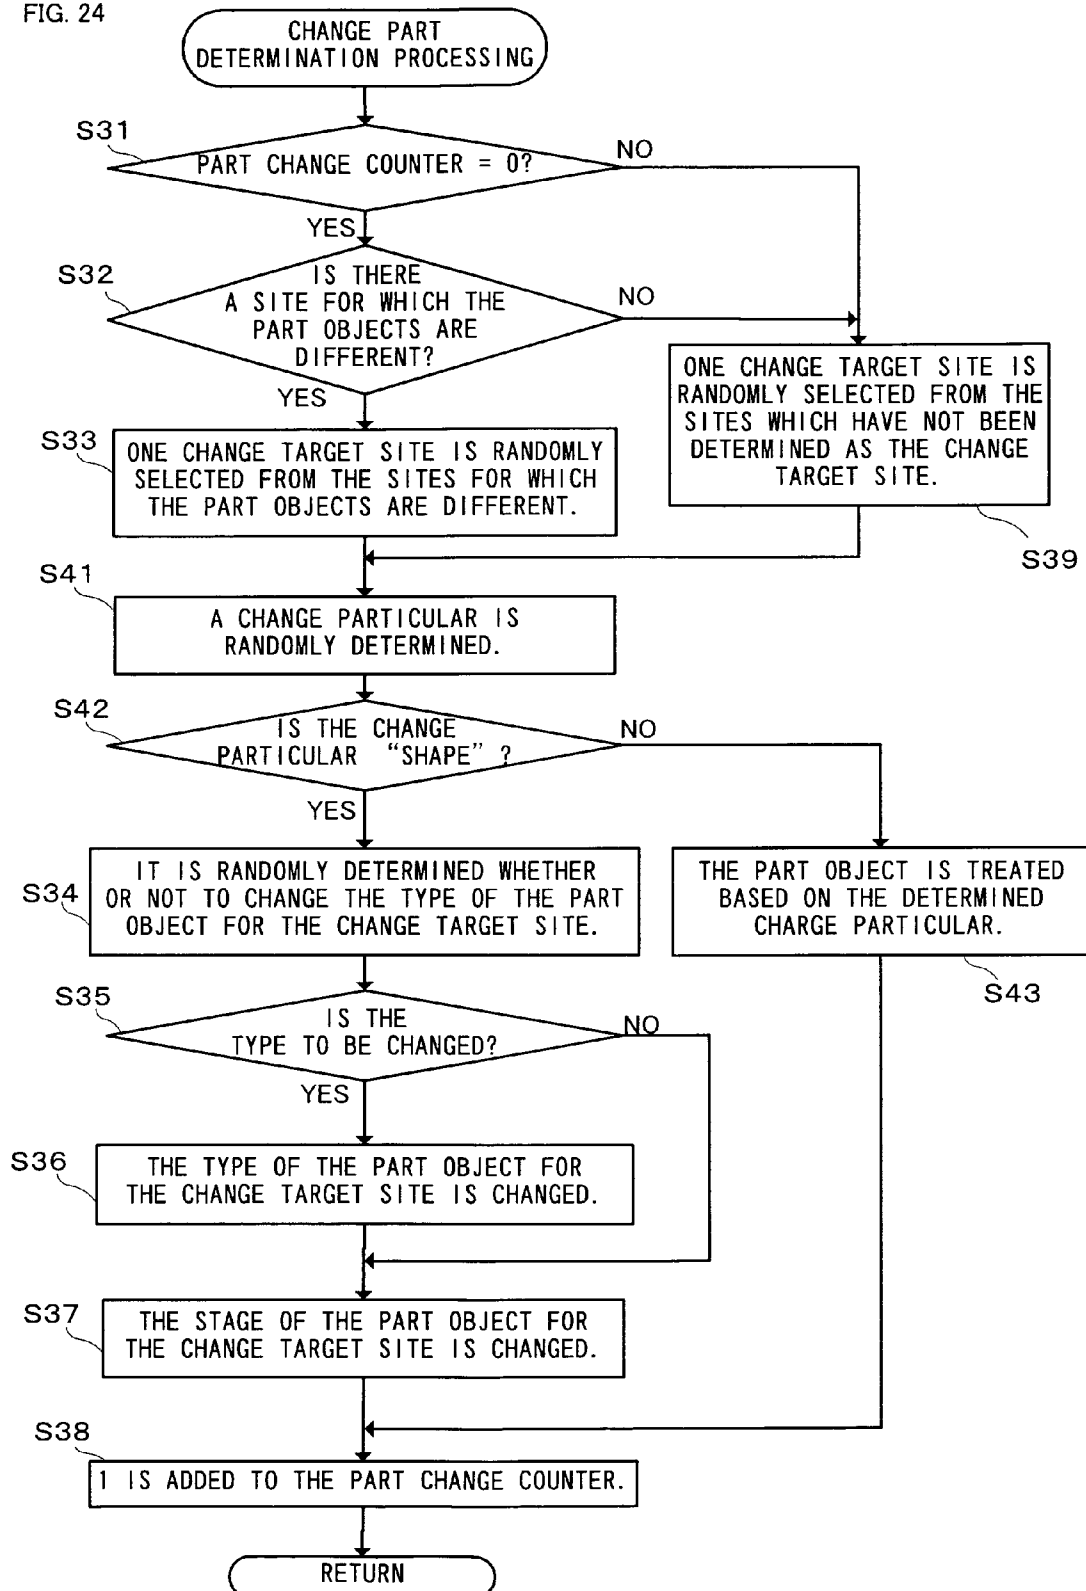 FIG. 24
CHANGE PART
DETERMINATION PROCESSING
S31
PART CHANGE COUNTER = 0?
NO
YES
S32
IS THERE
A SITE FOR WHICH THE
PART OBJECTS ARE
DIFFERENT?
NO
YES
S33
ONE CHANGE TARGET SITE IS RANDOMLY
SELECTED FROM THE SITES FOR WHICH
THE PART OBJECTS ARE DIFFERENT.
ONE CHANGE TARGET SITE IS
RANDOMLY SELECTED FROM THE
SITES WHICH HAVE NOT BEEN
DETERMINED AS THE CHANGE
TARGET SITE.
S39
S41
A CHANGE PARTICULAR IS
RANDOMLY DETERMINED.
S42
IS THE CHANGE
PARTICULAR “SHAPE” ?
NO
YES
S34
IT IS RANDOMLY DETERMINED WHETHER
OR NOT TO CHANGE THE TYPE OF THE PART
OBJECT FOR THE CHANGE TARGET SITE.
THE PART OBJECT IS TREATED
BASED ON THE DETERMINED
CHARGE PARTICULAR.
S43
S35
IS THE
TYPE TO BE CHANGED?
NO
YES
S36
THE TYPE OF THE PART OBJECT FOR
THE CHANGE TARGET SITE IS CHANGED.
S37
THE STAGE OF THE PART OBJECT FOR
THE CHANGE TARGET SITE IS CHANGED.
S38
1 IS ADDED TO THE PART CHANGE COUNTER.
RETURN